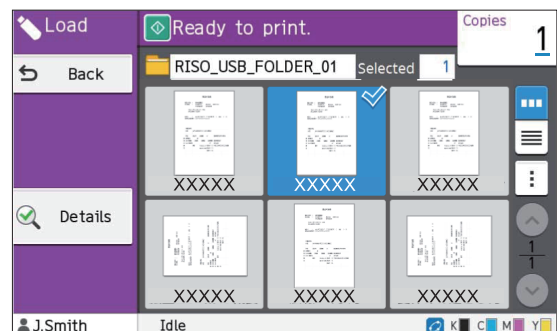 Load
Ready to print.
Copies
1
Back
RISO_USB_FOLDER_01
Selected
1
XXXXX
XXXXX
XXXXX
Details
XXXXX
XXXXX
XXXXX
1
1
J.Smith
Idle
K C M Y